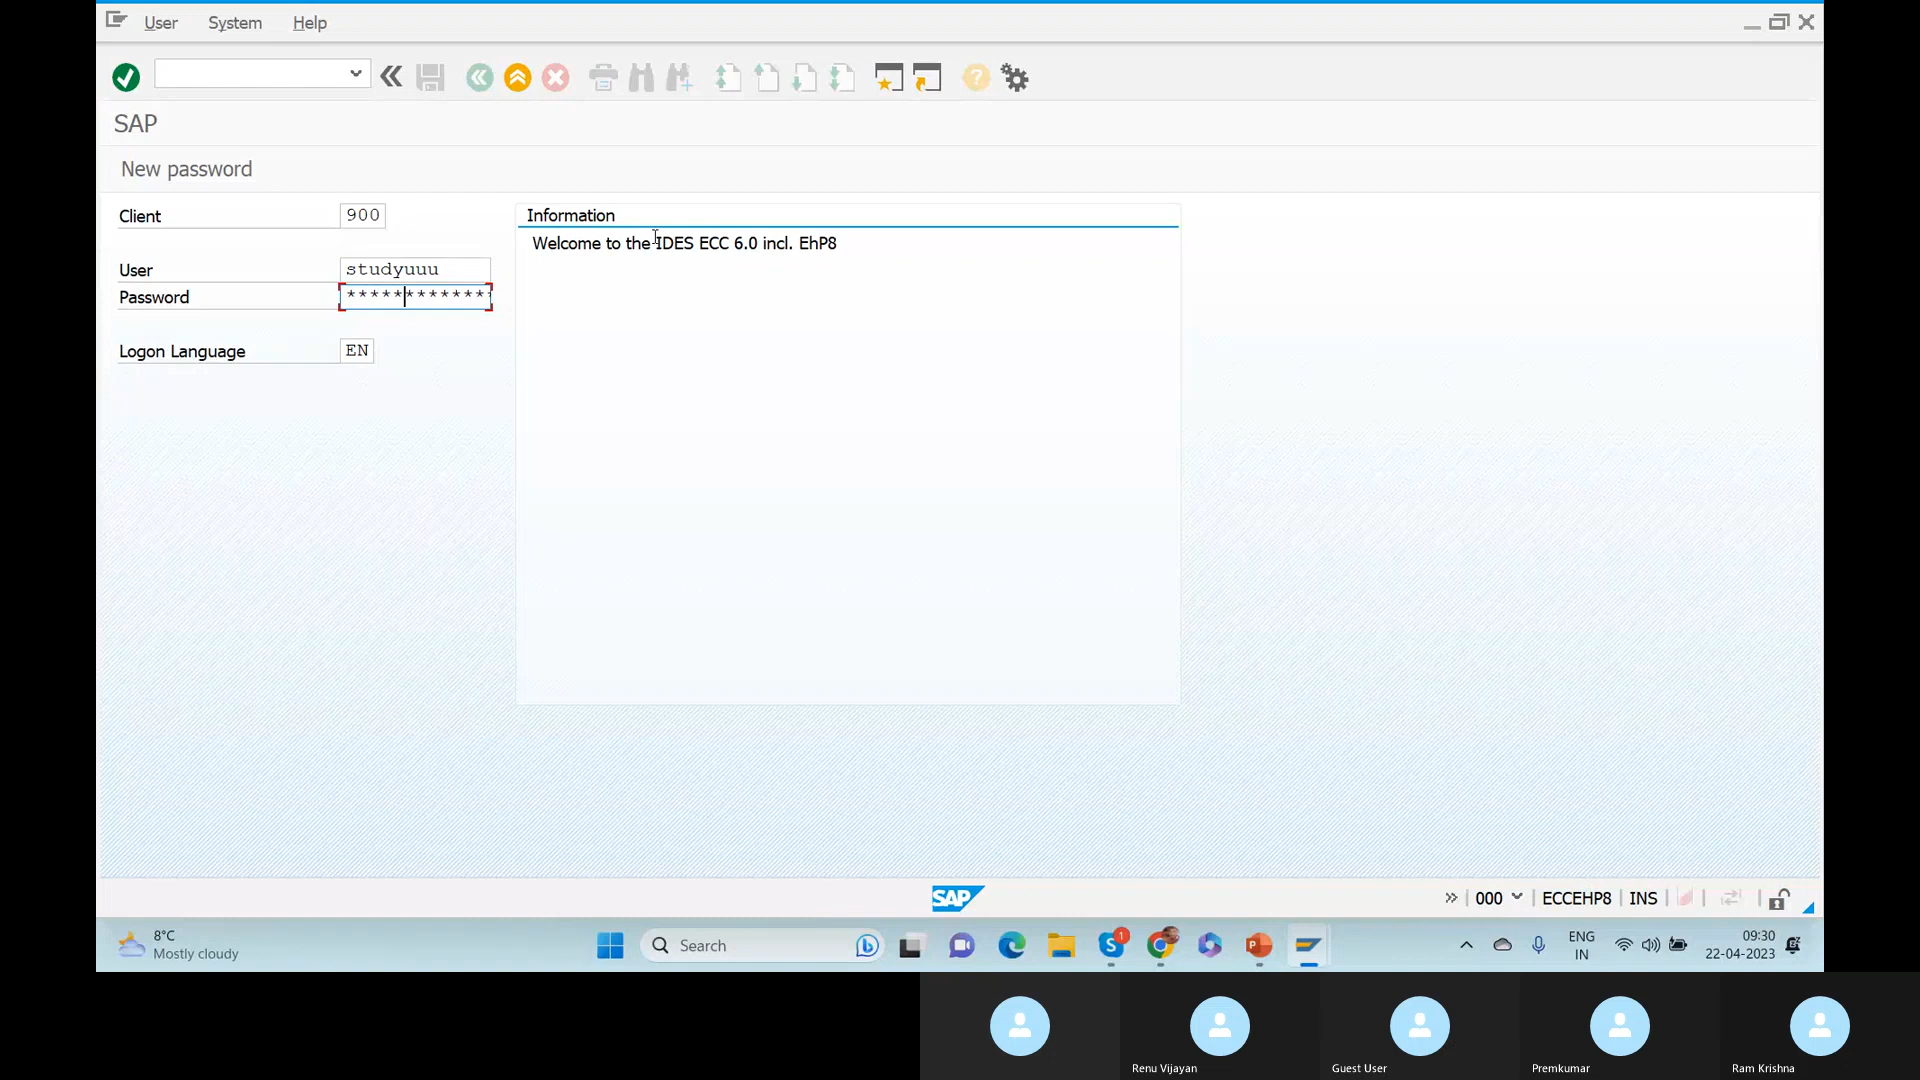 User System Help
SAP
New password
Client 900
Information
Welcome to the IDES ECC 6.0 incl. EhP8
User studyuuu
Password *************
Logon Language EN
SAP
000 ECCEHP8 INS
8°C
Mostly cloudy
Search
1
ENG
IN
09:30
22-04-2023
Renu Vijayan
Guest User
Premkumar
Ram Krishna